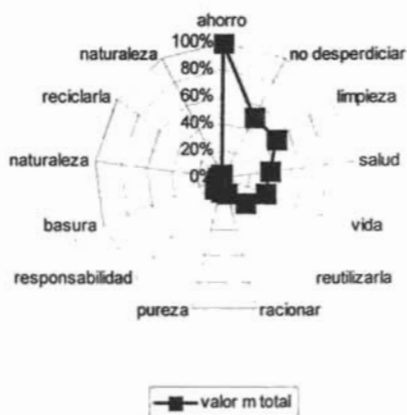 ahorro
100%
naturaleza
no desperdiciar
80%
60%
reciclarla
limpieza
40%
20%
naturaleza
salud
0%
basura
vida
responsabilidad
reutilizarla
pureza
racionar
valor m total